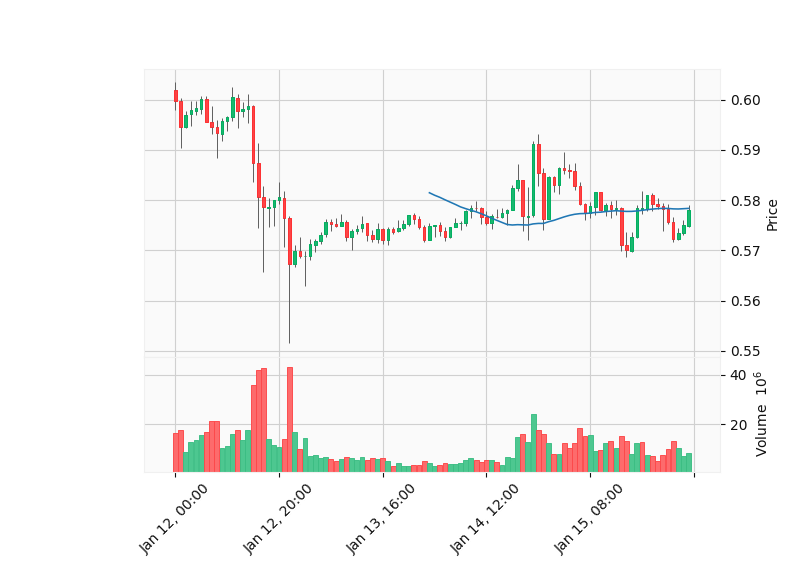 0.60
0.59
0.58
0.57
0.56
0.55
Price
40
20
Volume 10⁶
Jan 12, 00:00
Jan 12, 20:00
Jan 13, 16:00
Jan 14, 12:00
Jan 15, 08:00